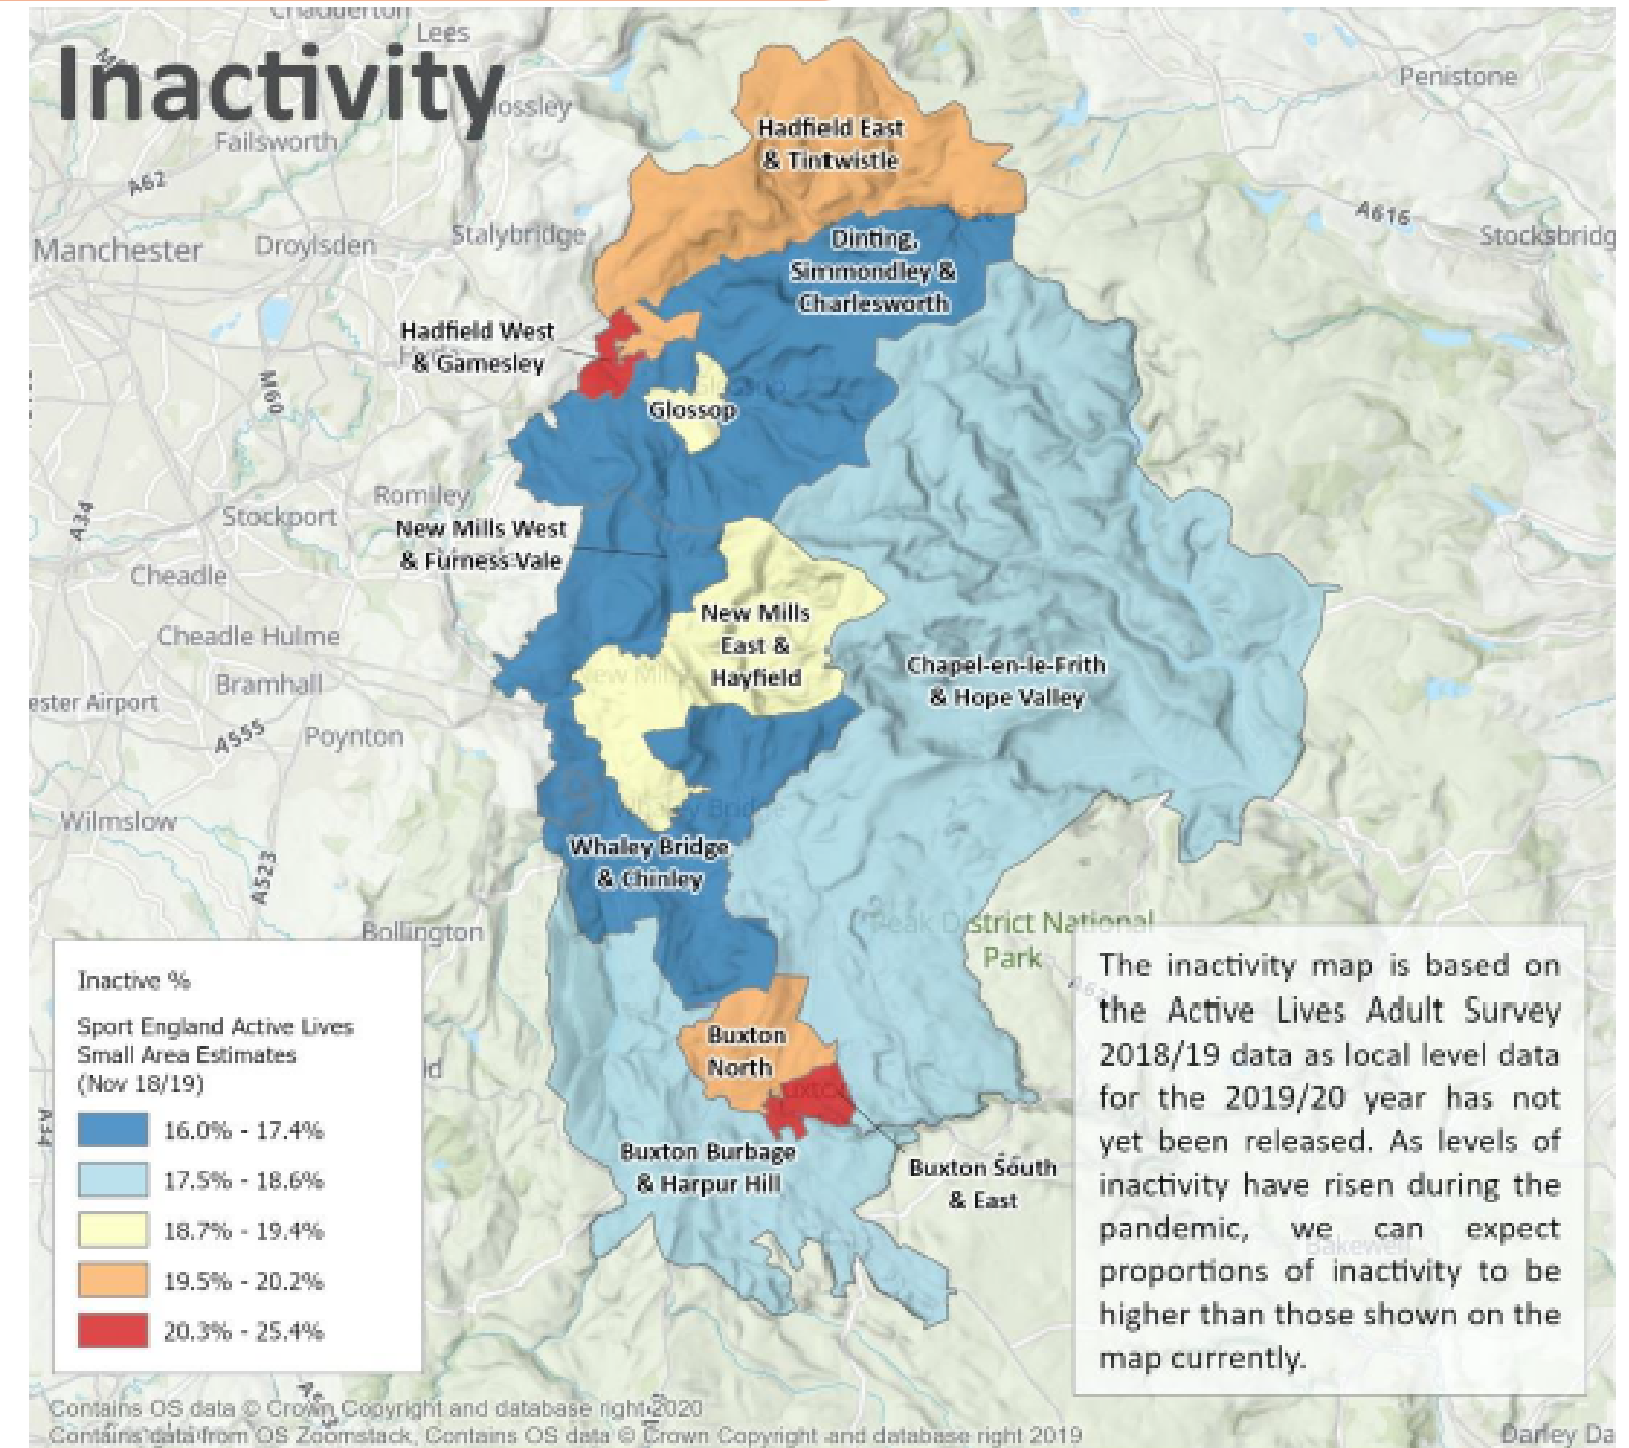 Inactivity
Lees
Penistone
Failsworth
A62
Hadfield East
& Tintwistle
A616
Manchester
Droylsden
Stalybridge
Stocksbridg
Dinting,
Simmondley &
Charlesworth
Hadfield West
& Gamesley
M60
Glossop
A34
Romiley
Stockport
New Mills West
& Furness Vale
Cheadle
New Mills
East &
Hayfield
Cheadle Hulme
Chapel-en-le-Frith
& Hope Valley
Bramhall
ester Airport
A555
Poynton
Whaley Bridge
Wilmslow
Whaley Bridge
& Chinley
A523
Bollington
Peak District National
Park
Buxton
North
Buxton Burbage
& Harpur Hill
Buxton South
& East
Inactive %
Sport England Active Lives
Small Area Estimates
(Nov 18/19)
16.0% - 17.4%
17.5% - 18.6%
18.7% - 19.4%
19.5% - 20.2%
20.3% - 25.4%
The inactivity map is based on
the Active Lives Adult Survey
2018/19 data as local level data
for the 2019/20 year has not
yet been released. As levels of
inactivity have risen during the
pandemic, we can expect
proportions of inactivity to be
higher than those shown on the
map currently.
Bakewell
Contains OS data © Crown Copyright and database right 2020
Contains data from OS Zoomstack, Contains OS data © Crown Copyright and database right 2019
Darley Da